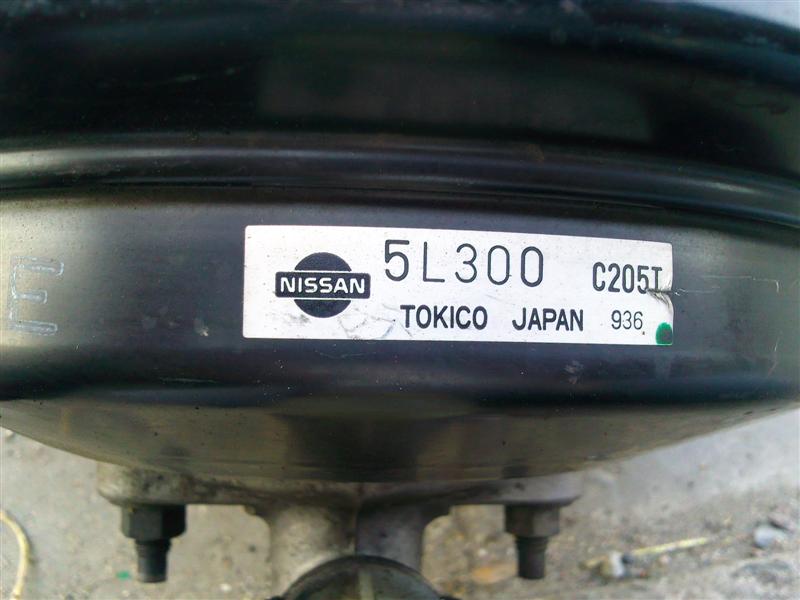 5L300 C205T
NISSAN
TOKICO JAPAN 936
E